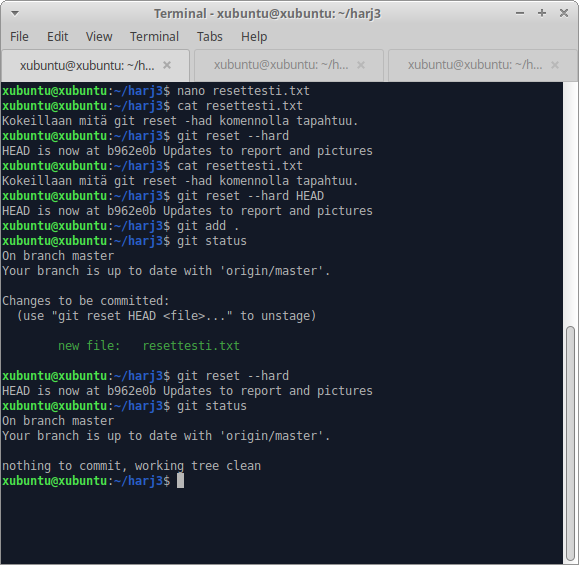 Terminal - xubuntu@xubuntu: ~/harj3
File Edit View Terminal Tabs Help
xubuntu@xubuntu: ~/h... xubuntu@xubuntu: ~/h... xubuntu@xubuntu: ~/h...
xubuntu@xubuntu:~/harj3$ nano resettesti.txt
xubuntu@xubuntu:~/harj3$ cat resettesti.txt
Kokeillaan mitä git reset -had komennolla tapahtuu.
xubuntu@xubuntu:~/harj3$ git reset --hard
HEAD is now at b962e0b Updates to report and pictures
xubuntu@xubuntu:~/harj3$ cat resettesti.txt
Kokeillaan mitä git reset -had komennolla tapahtuu.
xubuntu@xubuntu:~/harj3$ git reset --hard HEAD
HEAD is now at b962e0b Updates to report and pictures
xubuntu@xubuntu:~/harj3$ git add .
xubuntu@xubuntu:~/harj3$ git status
On branch master
Your branch is up to date with 'origin/master'.
Changes to be committed:
(use "git reset HEAD <file>..." to unstage)
new file: resettesti.txt
xubuntu@xubuntu:~/harj3$ git reset --hard
HEAD is now at b962e0b Updates to report and pictures
xubuntu@xubuntu:~/harj3$ git status
On branch master
Your branch is up to date with 'origin/master'.
nothing to commit, working tree clean
xubuntu@xubuntu:~/harj3$